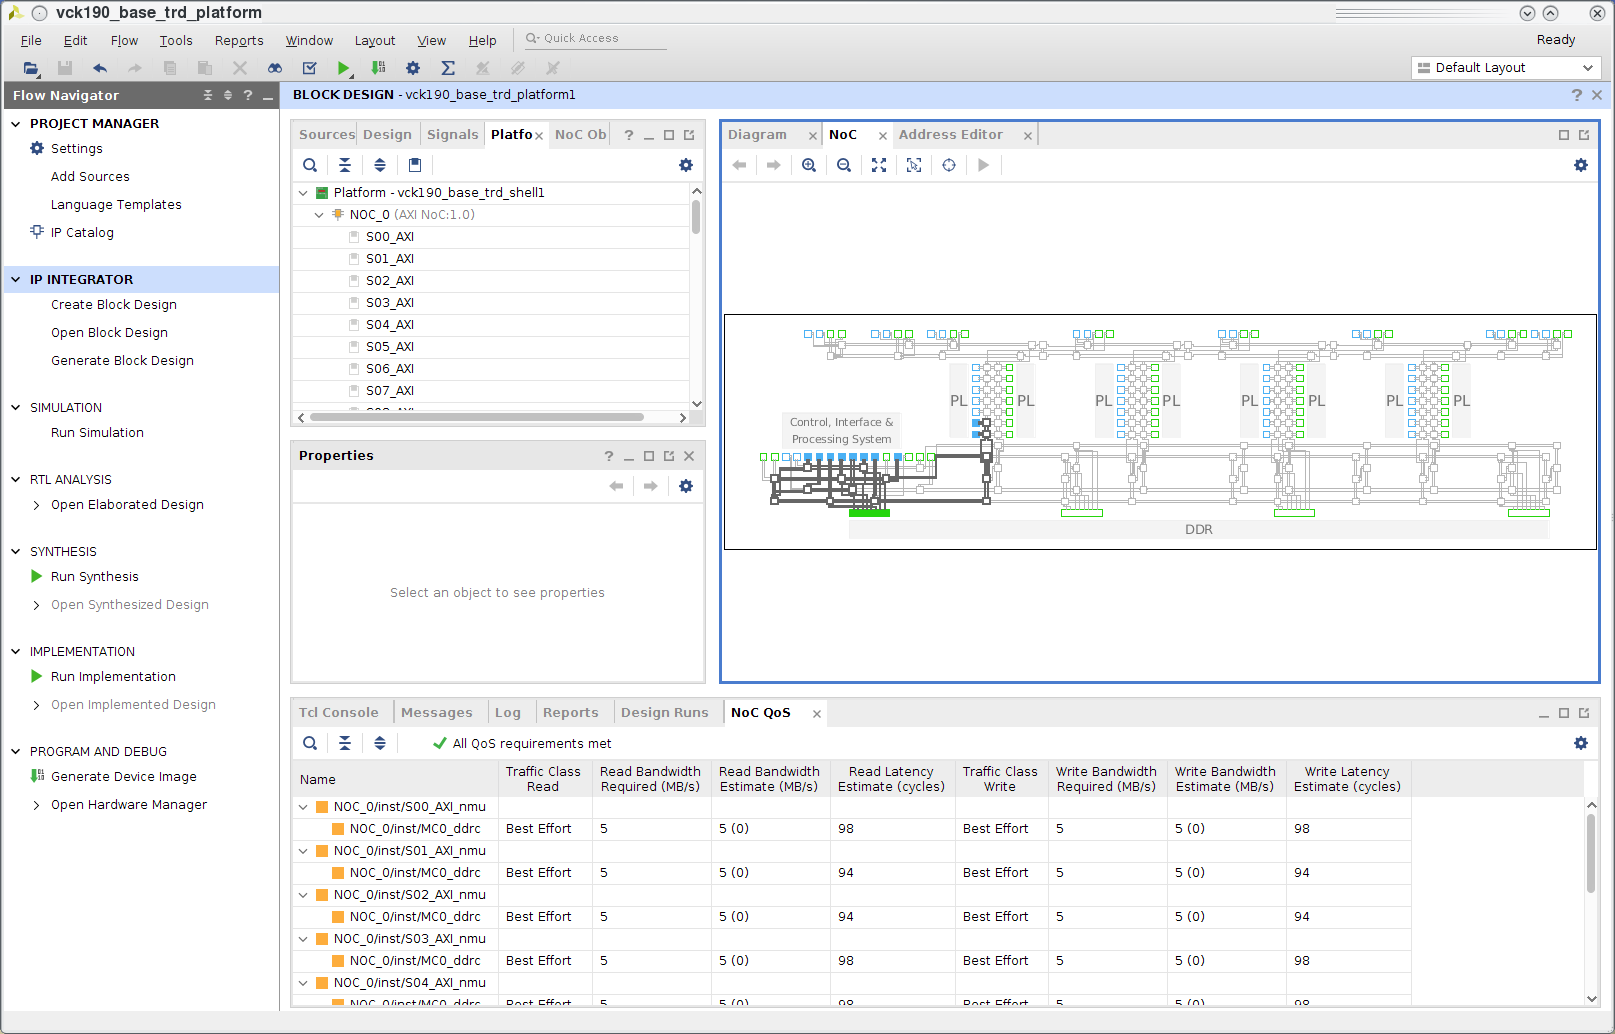 vck190_base_trd_platform
File Edit Flow Tools Reports Window Layout View Help Quick Access Ready
Default Layout
Flow Navigator
PROJECT MANAGER
Settings
Add Sources
Language Templates
IP Catalog
IP INTEGRATOR
Create Block Design
Open Block Design
Generate Block Design
SIMULATION
Run Simulation
RTL ANALYSIS
Open Elaborated Design
SYNTHESIS
Run Synthesis
Open Synthesized Design
IMPLEMENTATION
Run Implementation
Open Implemented Design
PROGRAM AND DEBUG
Generate Device Image
Open Hardware Manager
BLOCK DESIGN - vck190_base_trd_platform1
Sources Design Signals Platfo NoC Ob
Platform - vck190_base_trd_shell1
NOC_0 (AXI NoC:1.0)
S00_AXI
S01_AXI
S02_AXI
S03_AXI
S04_AXI
S05_AXI
S06_AXI
S07_AXI
Properties
Select an object to see properties
Diagram NoC Address Editor
PL PL PL PL PL PL PL PL
Control, Interface &
Processing System
DDR
Tcl Console Messages Log Reports Design Runs NoC QoS
All QoS requirements met
Name Traffic Class Read Read Bandwidth Required (MB/s) Read Bandwidth Estimate (MB/s) Read Latency Estimate (cycles) Traffic Class Write Write Bandwidth Required (MB/s) Write Bandwidth Estimate (MB/s) Write Latency Estimate (cycles)
NOC_0/inst/S00_AXI_nmu
NOC_0/inst/MC0_ddrc Best Effort 5 5 (0) 98 Best Effort 5 5 (0) 98
NOC_0/inst/S01_AXI_nmu
NOC_0/inst/MC0_ddrc Best Effort 5 5 (0) 94 Best Effort 5 5 (0) 94
NOC_0/inst/S02_AXI_nmu
NOC_0/inst/MC0_ddrc Best Effort 5 5 (0) 94 Best Effort 5 5 (0) 94
NOC_0/inst/S03_AXI_nmu
NOC_0/inst/MC0_ddrc Best Effort 5 5 (0) 98 Best Effort 5 5 (0) 98
NOC_0/inst/S04_AXI_nmu
NOC_0/inst/MC0_ddrc Best Effort 5 5 (0) 98 Best Effort 5 5 (0) 98